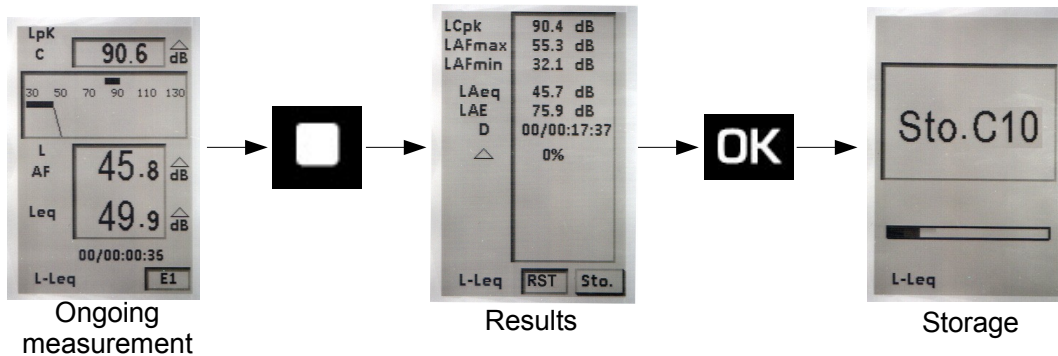 LpK
C 90.6 dB
30 50 70 90 110 130
L
AF 45.8 dB
Leq 49.9 dB
00/00:00:36
L-Leq E1
Ongoing
measurement
LCpk 90.4 dB
LAFmax 55.3 dB
LAFmin 32.1 dB
LAeq 45.7 dB
LAE 75.9 dB
D 00/00:17:37
0%
L-Leq RST Sto.
Results
OK
Sto.C10
L-Leq
Storage